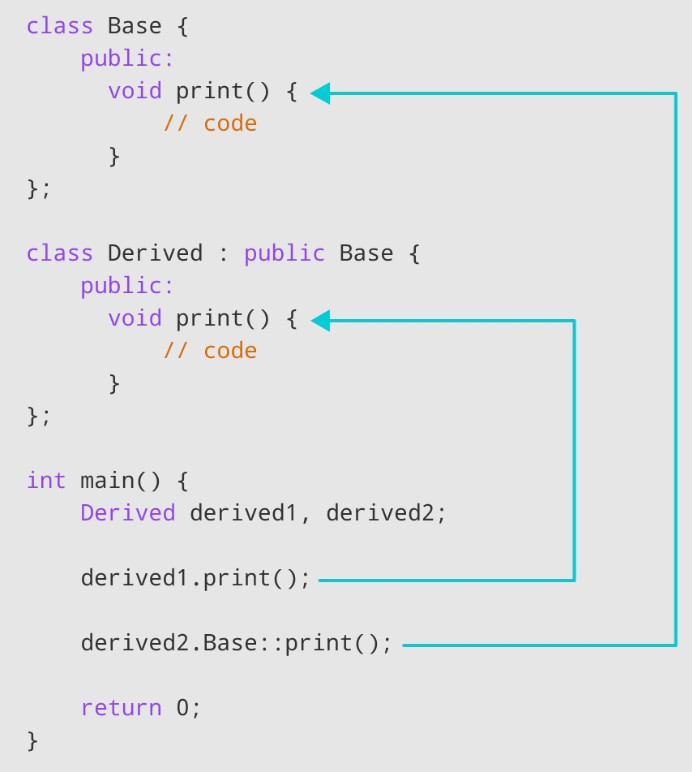 class Base {
    public:
      void print() {
          // code
      }
};

class Derived : public Base {
    public:
      void print() {
          // code
      }
};

int main() {
    Derived derived1, derived2;

    derived1.print();

    derived2.Base::print();

    return 0;
}